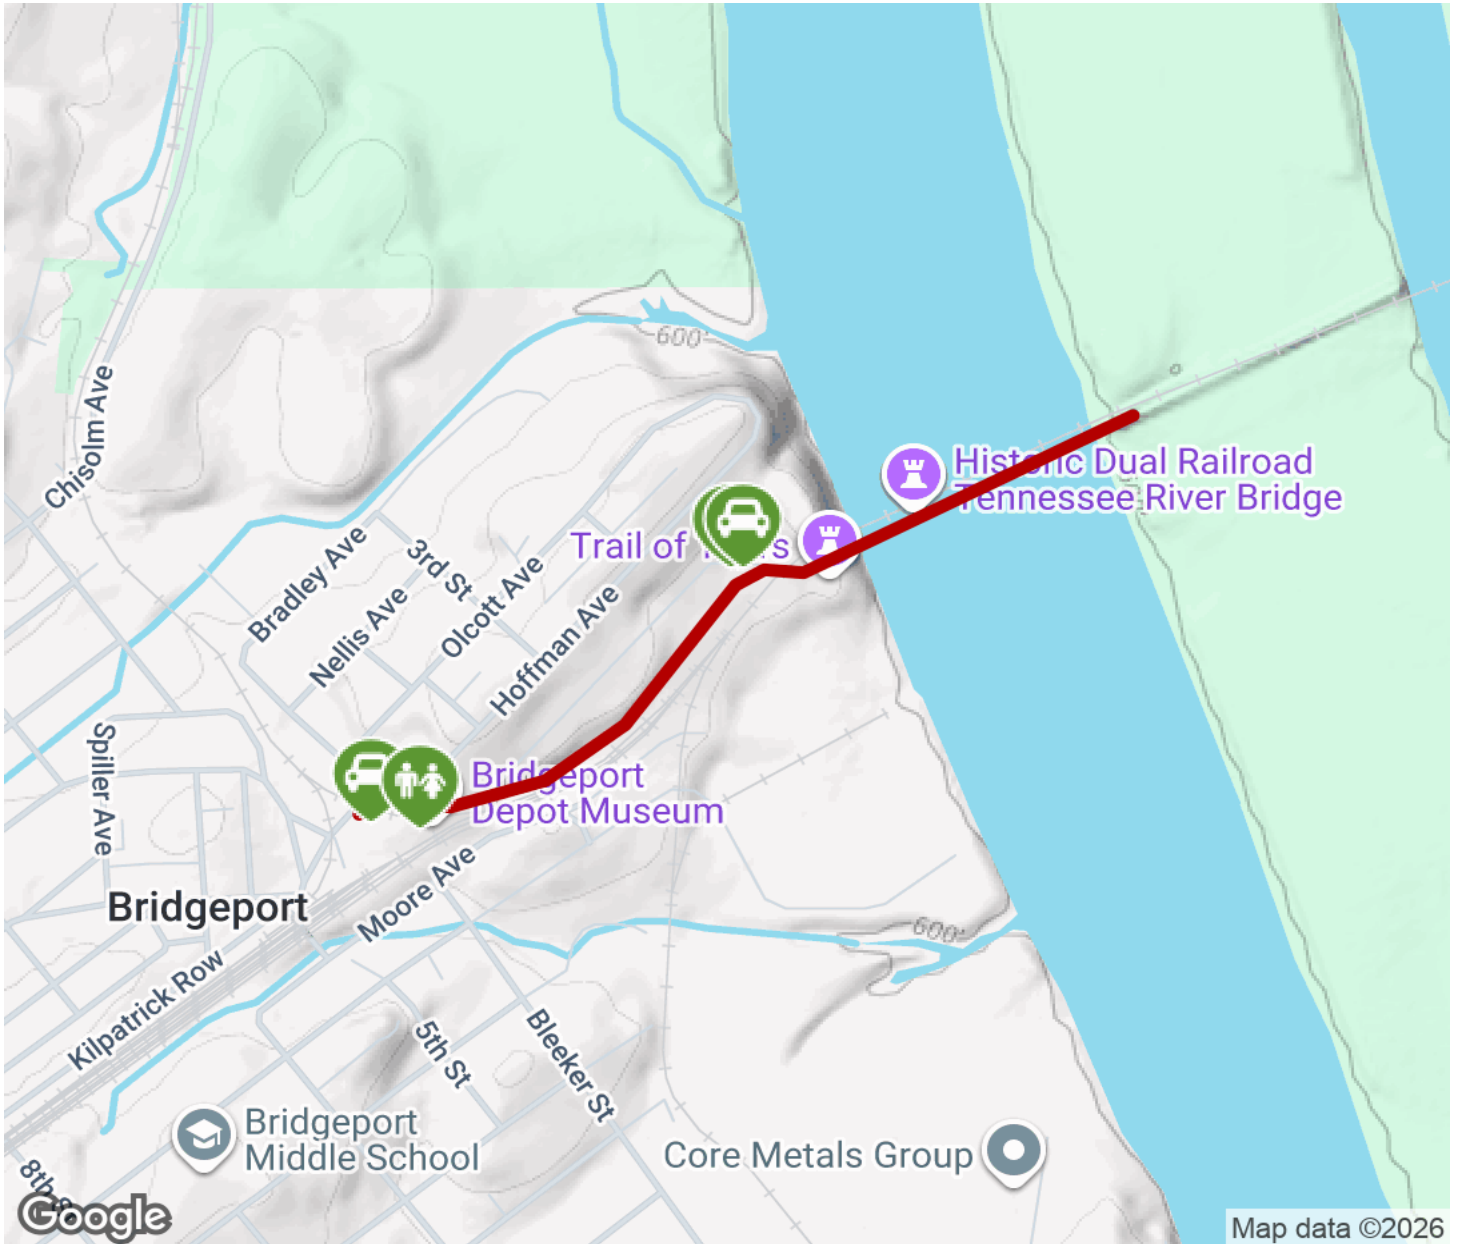 600'
Chisolm Ave
Historic Dual Railroad
Tennessee River Bridge
Trail of
Bradley Ave
3rd St
Olcott Ave
Nellis Ave
Hoffman Ave
Spiller Ave
Bridgeport
Depot Museum
Moore Ave
Bridgeport
600'
Kilpatrick Row
5th St
Bleeker St
Bridgeport
Middle School
Core Metals Group
8th
Google
Map data ©2026